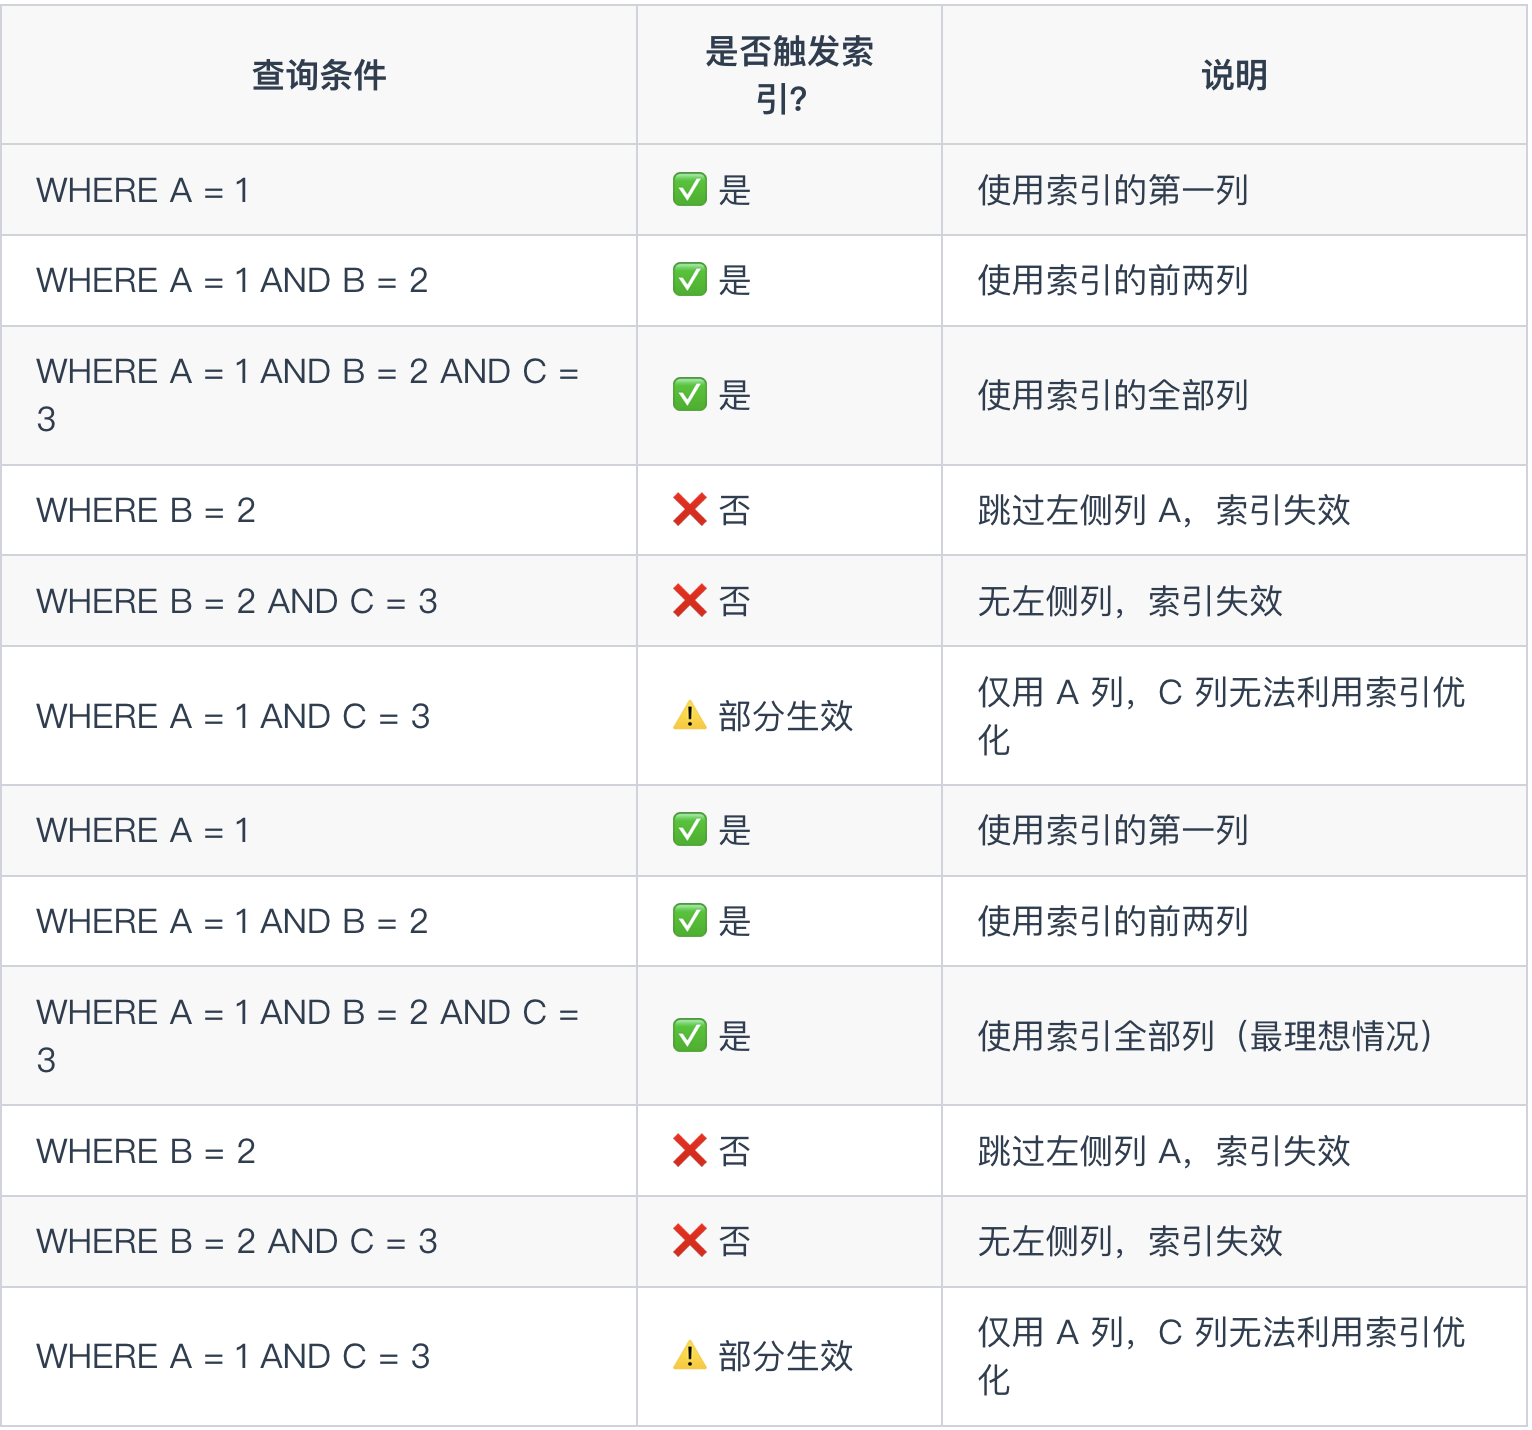 查询条件
是否触发索
引?
说明
WHERE A = 1
✅ 是
使用索引的第一列
WHERE A = 1 AND B = 2
✅ 是
使用索引的前两列
WHERE A = 1 AND B = 2 AND C =
3
✅ 是
使用索引的全部列
WHERE B = 2
❌ 否
跳过左侧列 A，索引失效
WHERE B = 2 AND C = 3
❌ 否
无左侧列，索引失效
WHERE A = 1 AND C = 3
⚠️ 部分生效
仅用 A 列，C 列无法利用索引优
化
WHERE A = 1
✅ 是
使用索引的第一列
WHERE A = 1 AND B = 2
✅ 是
使用索引的前两列
WHERE A = 1 AND B = 2 AND C =
3
✅ 是
使用索引全部列（最理想情况）
WHERE B = 2
❌ 否
跳过左侧列 A，索引失效
WHERE B = 2 AND C = 3
❌ 否
无左侧列，索引失效
WHERE A = 1 AND C = 3
⚠️ 部分生效
仅用 A 列，C 列无法利用索引优
化